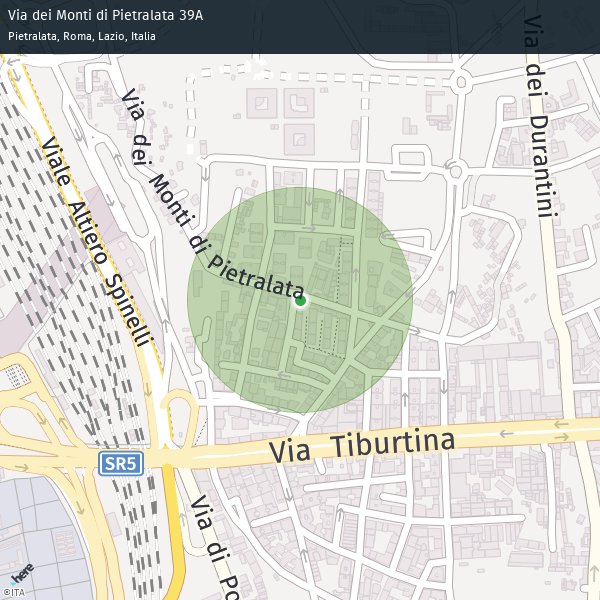 Via dei Monti di Pietralata 39A
Pietralata, Roma, Lazio, Italia
Via dei Monti di Pietralata
Viale Altiero Spinelli
Via dei Durantini
Via Tiburtina
SR5
Via di Po
here
©ITA